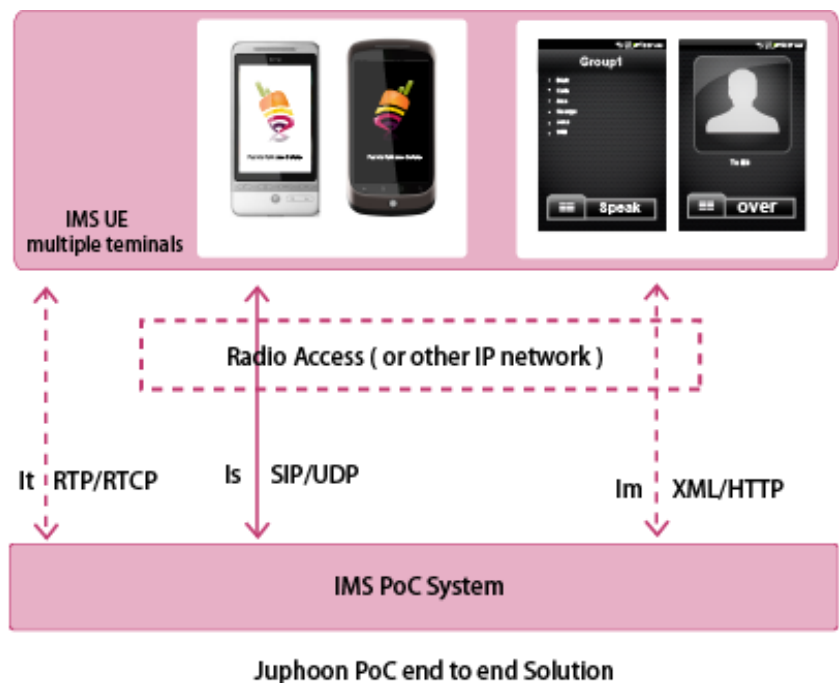 Group1
Speak
over
IMS UE
multiple teminals
Radio Access ( or other IP network )
It
RTP/RTCP
Is
SIP/UDP
Im
XML/HTTP
IMS PoC System
Juphoon PoC end to end Solution